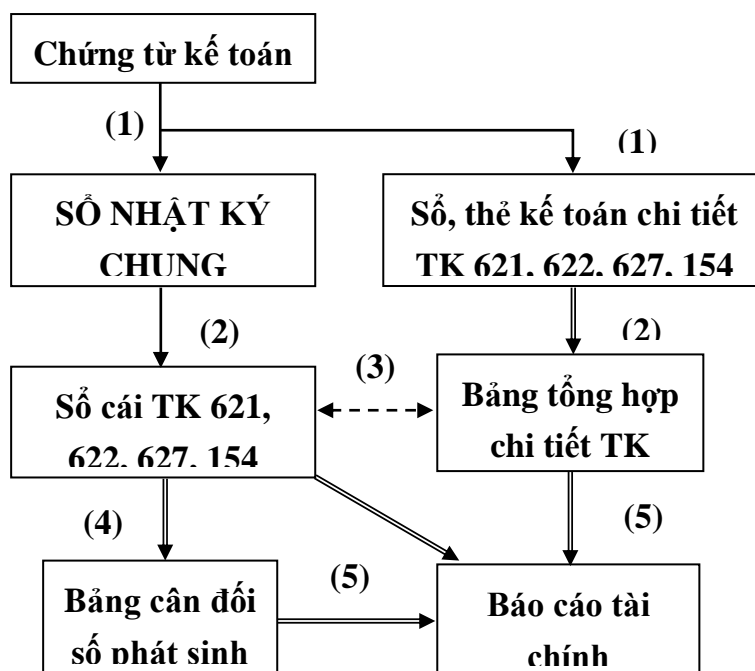 Chứng từ kế toán
(1)
(1)
SỔ NHẬT KÝ
CHUNG
Sổ, thẻ kế toán chi tiết
TK 621, 622, 627, 154
(2)
(2)
Sổ cái TK 621,
622, 627, 154
(3)
Bảng tổng hợp
chi tiết TK
(4)
(5)
Bảng cân đối
số phát sinh
(5)
Báo cáo tài
chính